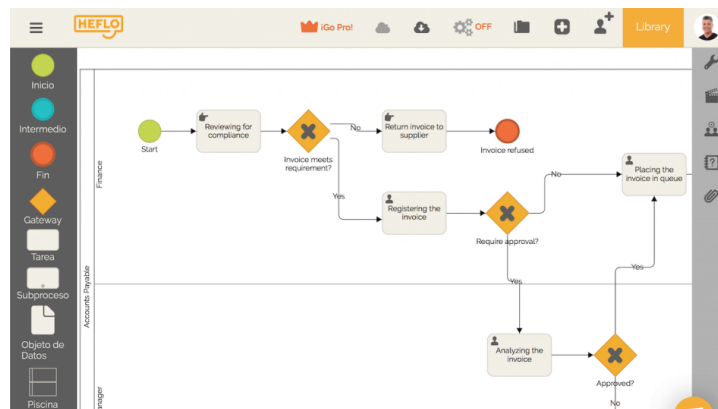 HEFLO
iGo Pro!
OFF
Library
Inicio
Intermedio
Fin
Gateway
Tarea
Subproceso
Objeto de
Datos
Piscina
Accounts Payable
Finance
Start
Reviewing for
compliance
Invoice meets
requirement?
No
Return invoice to
supplier
Invoice refused
Yes
Registering the
invoice
Require approval?
No
Placing the
invoice in queue
Yes
Analyzing the
invoice
Approved?
Yes
No